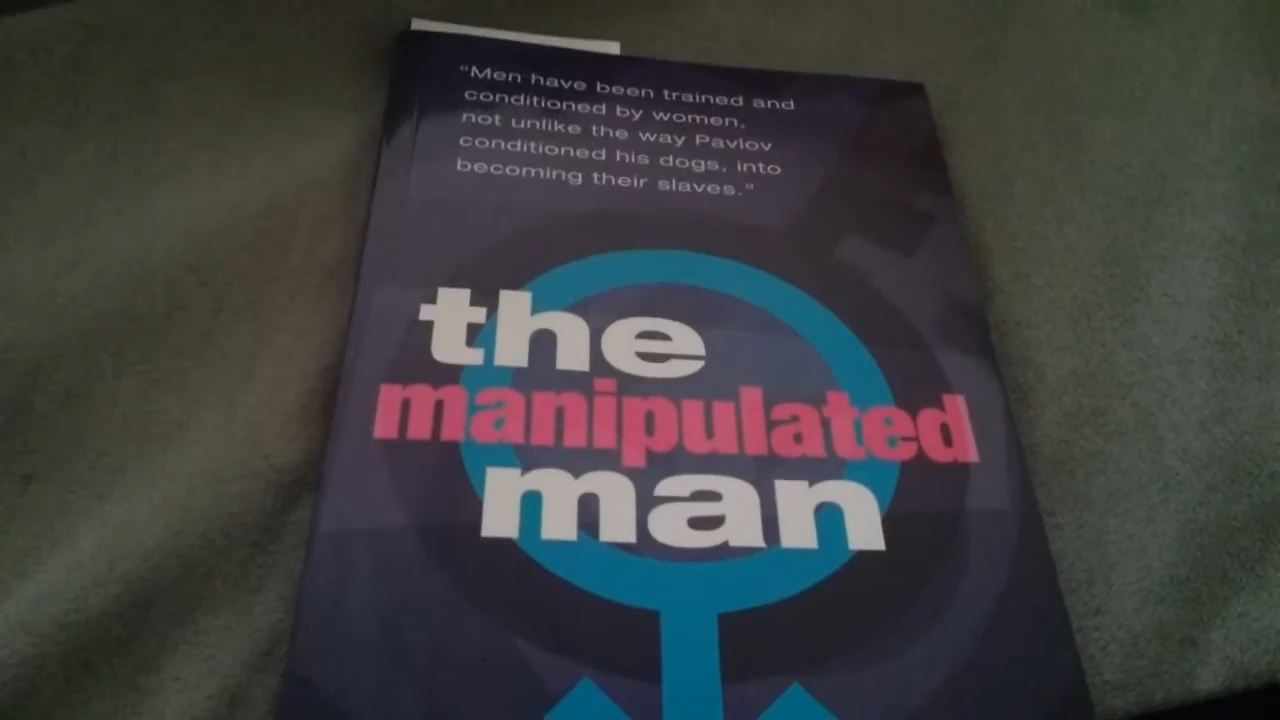 "Men have been trained and
conditioned by women,
not unlike the way Pavlov
conditioned his dogs, into
becoming their slaves."
the
manipulated
man